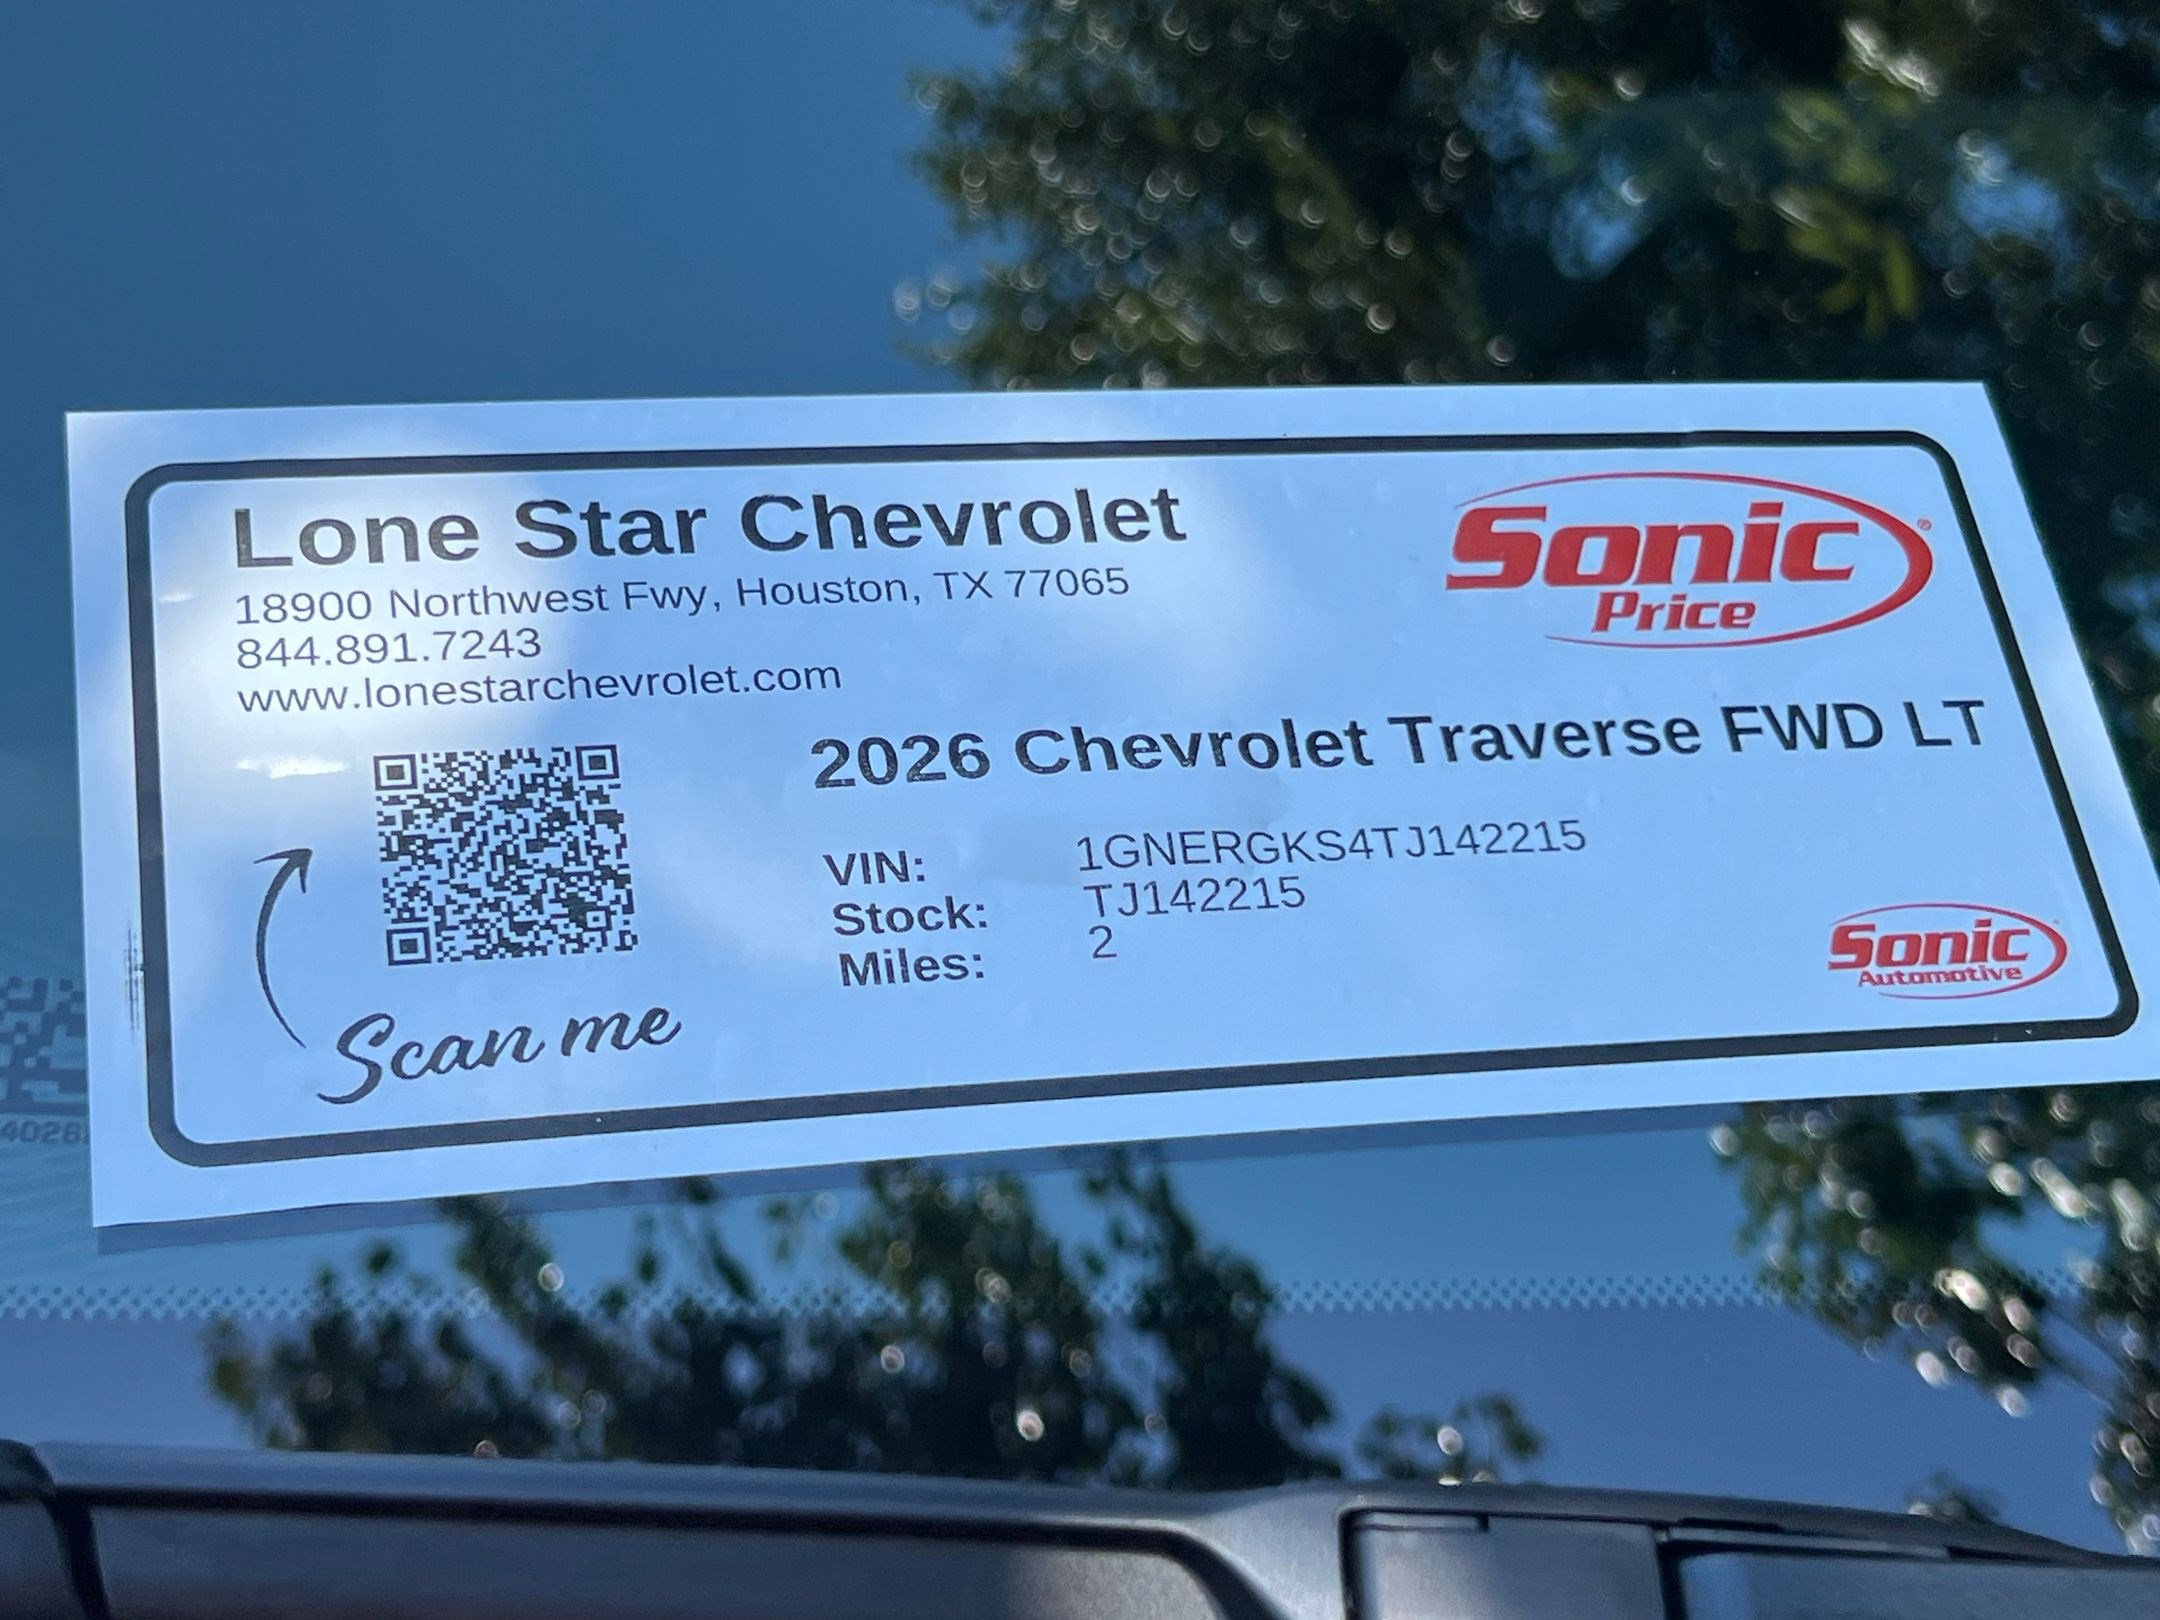 Lone Star Chevrolet
18900 Northwest Fwy, Houston, TX 77065
844.891.7243
www.lonestarchevrolet.com
Sonic®
Price
2026 Chevrolet Traverse FWD LT
VIN: 1GNERGKS4TJ142215
Stock: TJ142215
Miles: 2
Scan me
Sonic
Automotive